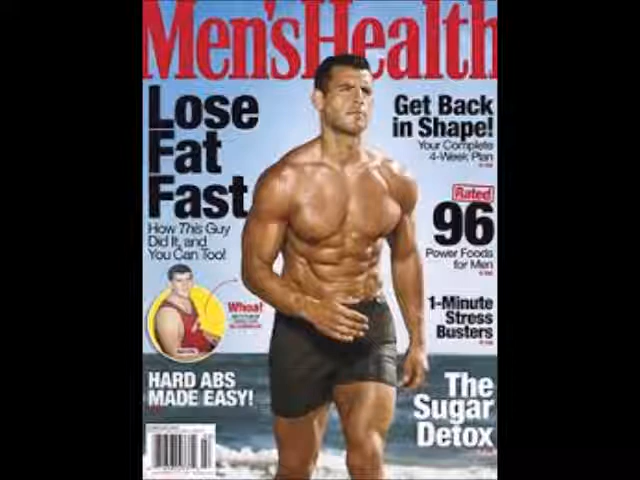 Men'sHealth
Lose
Fat
Fast
How This Guy
Did It, and
You Can Too!
Whoa!
HARD ABS
MADE EASY!
Get Back
in Shape!
Your Complete
4-Week Plan
Rated
96
Power Foods
for Men
1-Minute
Stress
Busters
The
Sugar
Detox